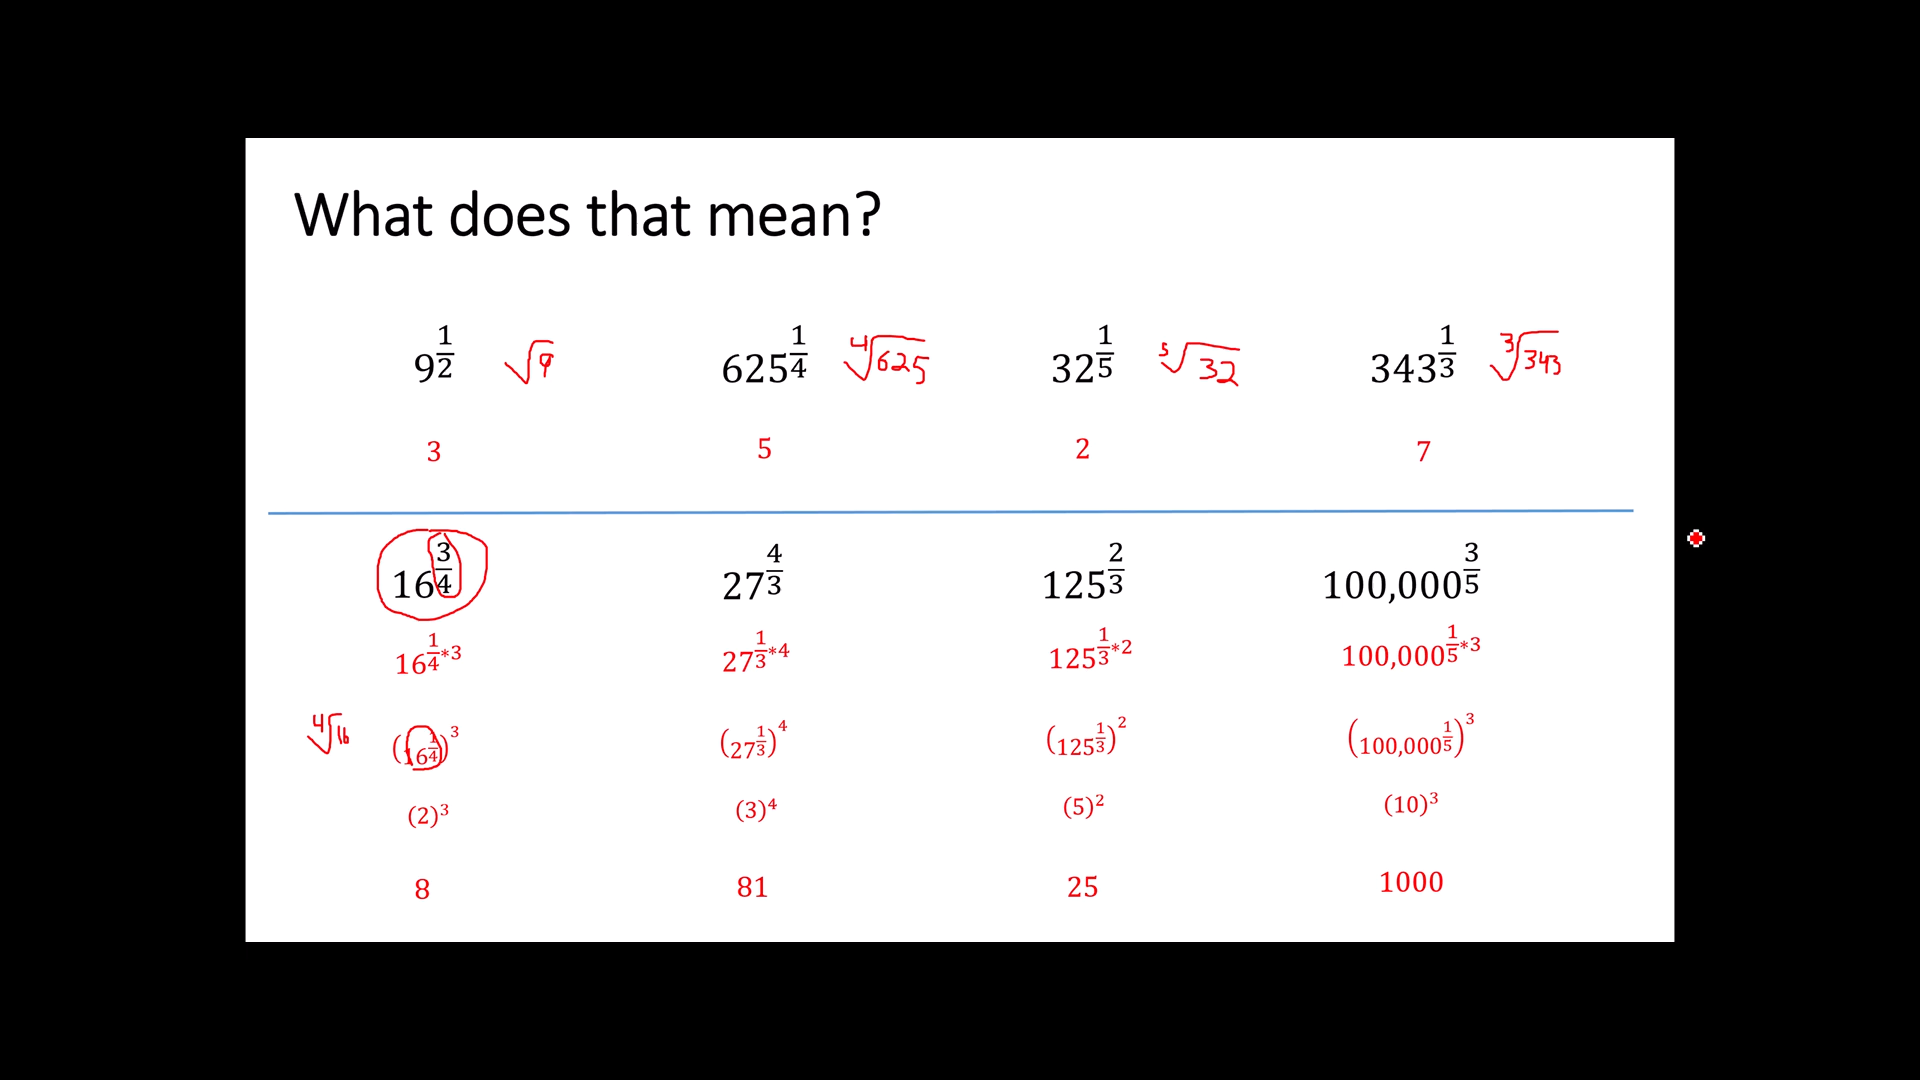 What does that mean?
9^(1/2) √9 625^(1/4) ⁴√625 32^(1/5) ⁵√32 343^(1/3) ³√343
3 5 2 7
16^(3/4) 27^(4/3) 125^(2/3) 100,000^(3/5)
16^(1/4*3) 27^(1/3*4) 125^(1/3*2) 100,000^(1/5*3)
⁴√16 (16^(1/4))^3 (27^(1/3))^4 (125^(1/3))^2 (100,000^(1/5))^3
(2)^3 (3)^4 (5)^2 (10)^3
8 81 25 1000